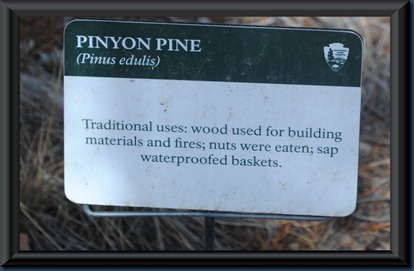 PINYON PINE
(Pinus edulis)
Traditional uses: wood used for building
materials and fires; nuts were eaten; sap
waterproofed baskets.